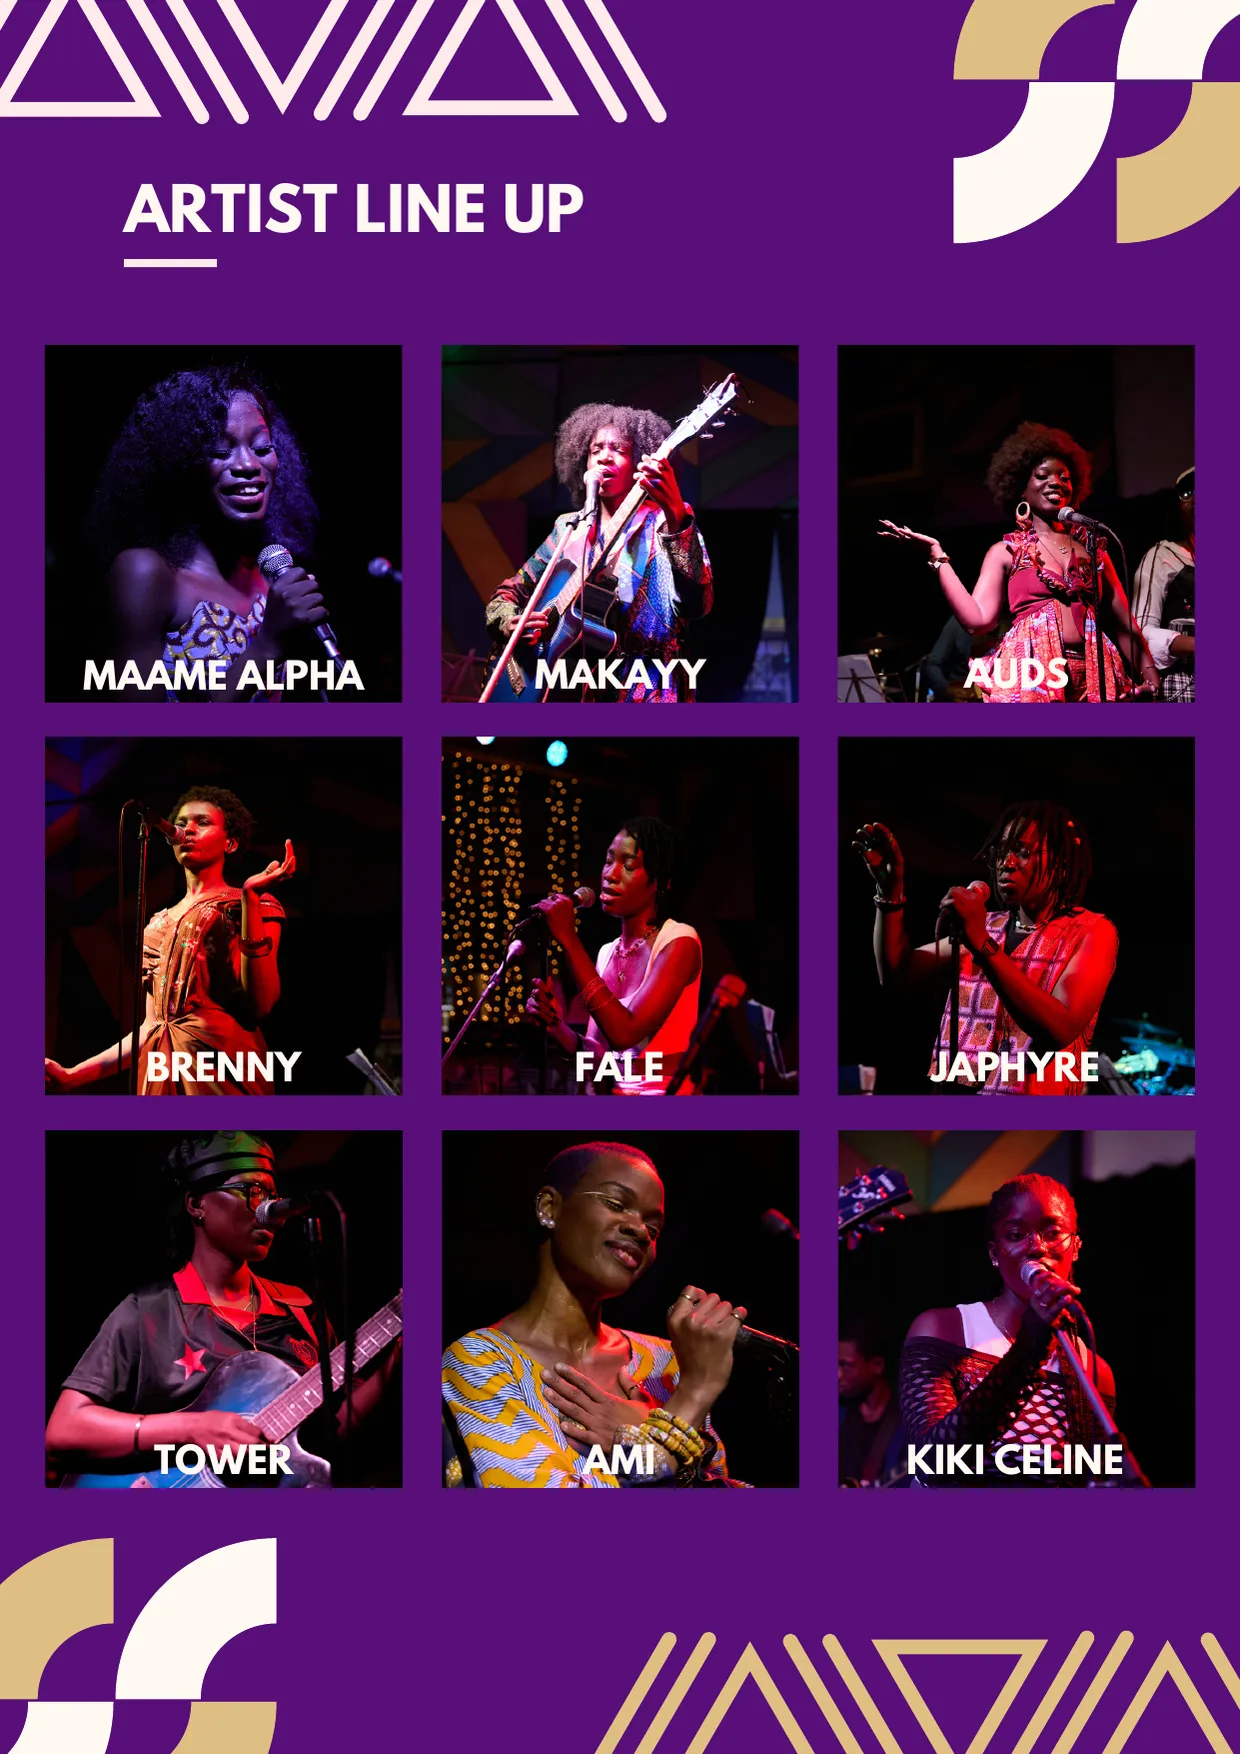 ARTIST LINE UP
MAAME ALPHA
MAKAYY
AUDS
BRENNY
FALE
JAPHYRE
TOWER
AMI
KIKI CELINE